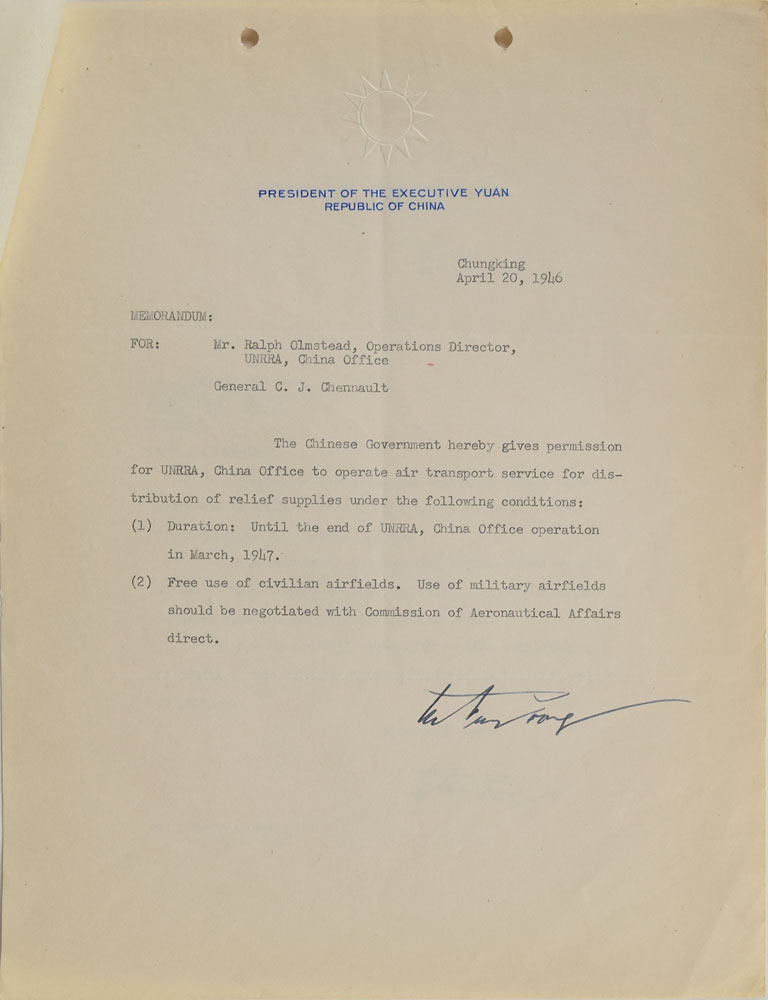 PRESIDENT OF THE EXECUTIVE YUAN
REPUBLIC OF CHINA
Chungking
April 20, 1946
MEMORANDUM:
FOR: Mr. Ralph Olmstead, Operations Director,
UNRRA, China Office
General C. J. Chennault
The Chinese Government hereby gives permission
for UNRRA, China Office to operate air transport service for dis-
tribution of relief supplies under the following conditions:
(1) Duration: Until the end of UNRRA, China Office operation
in March, 1947.
(2) Free use of civilian airfields. Use of military airfields
should be negotiated with Commission of Aeronautical Affairs
direct.